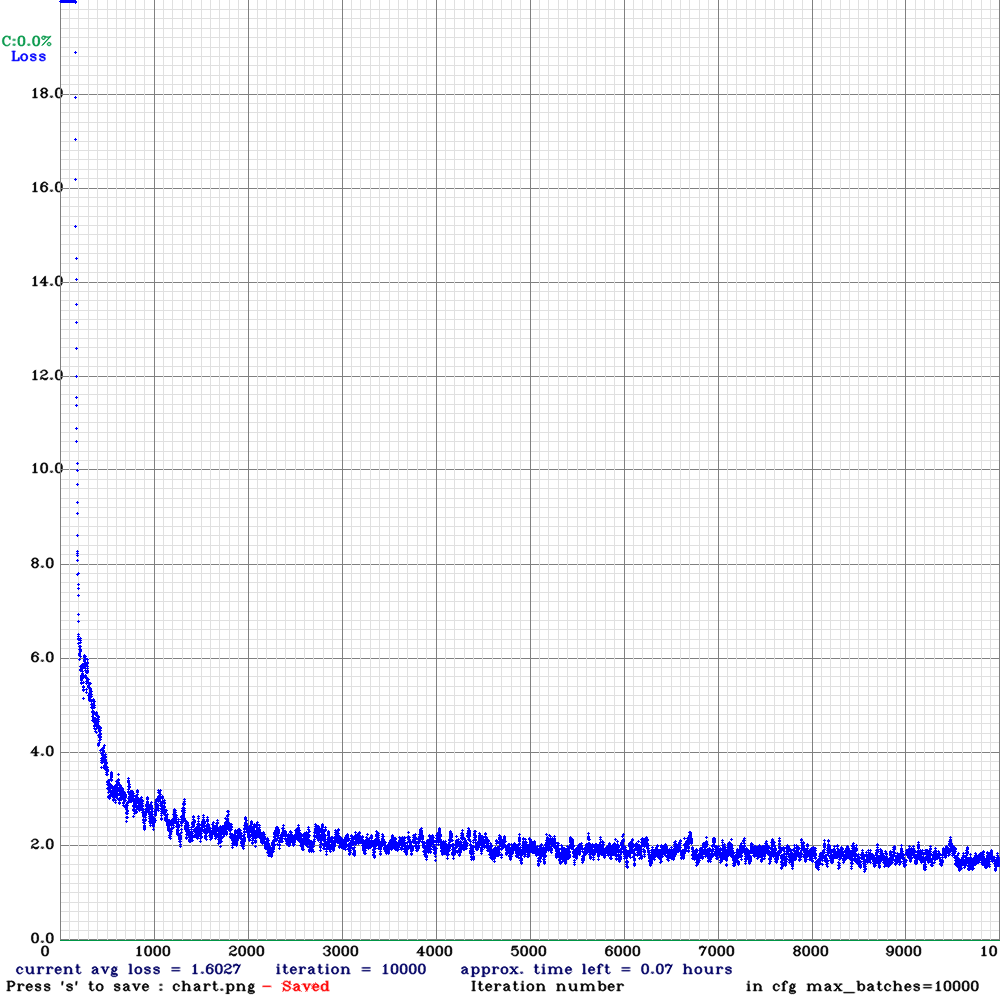 C:0.0%
Loss
18.0
16.0
14.0
12.0
10.0
8.0
6.0
4.0
2.0
0.0
0 1000 2000 3000 4000 5000 6000 7000 8000 9000 10
current avg loss = 1.6027 iteration = 10000 approx. time left = 0.07 hours
Press 's' to save : chart.png - Saved Iteration number in cfg max_batches=10000